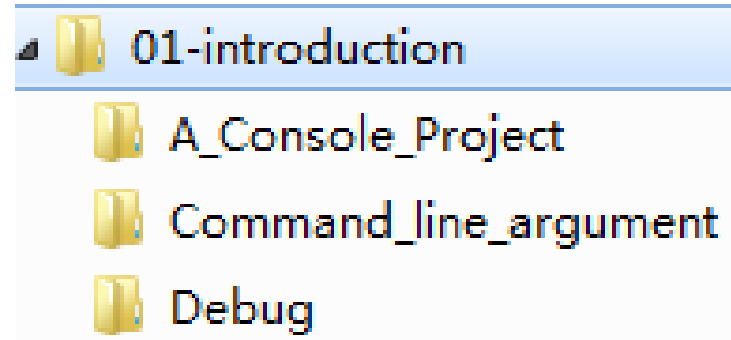 01-introduction
A_Console_Project
Command_line_argument
Debug